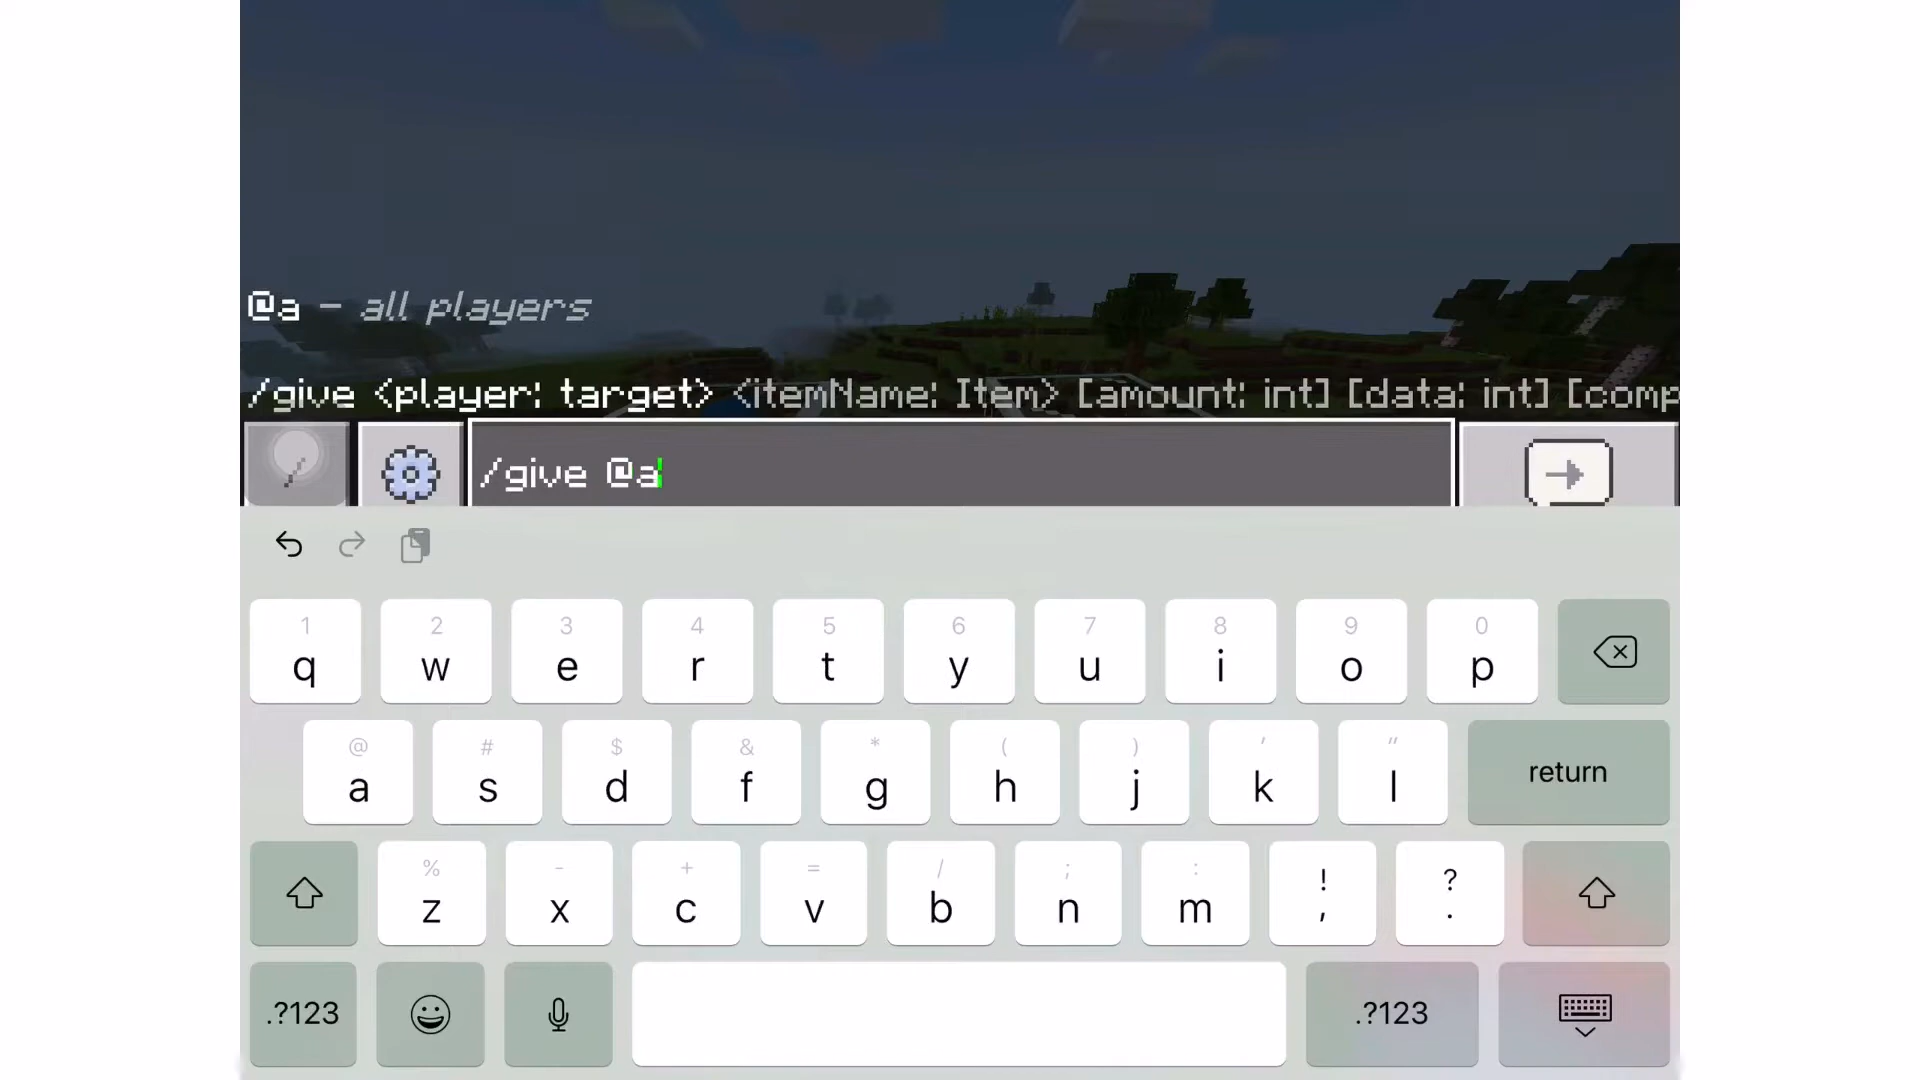 @a - all players
/give <player: target> <itemName: Item> [amount: int] [data: int] [comp
/give @a
1 2 3 4 5 6 7 8 9 0
q w e r t y u i o p
@ # $ & * ( ) ' "
a s d f g h j k l return
% - + = / ; : ! ?
z x c v b n m , .
.?123 .?123